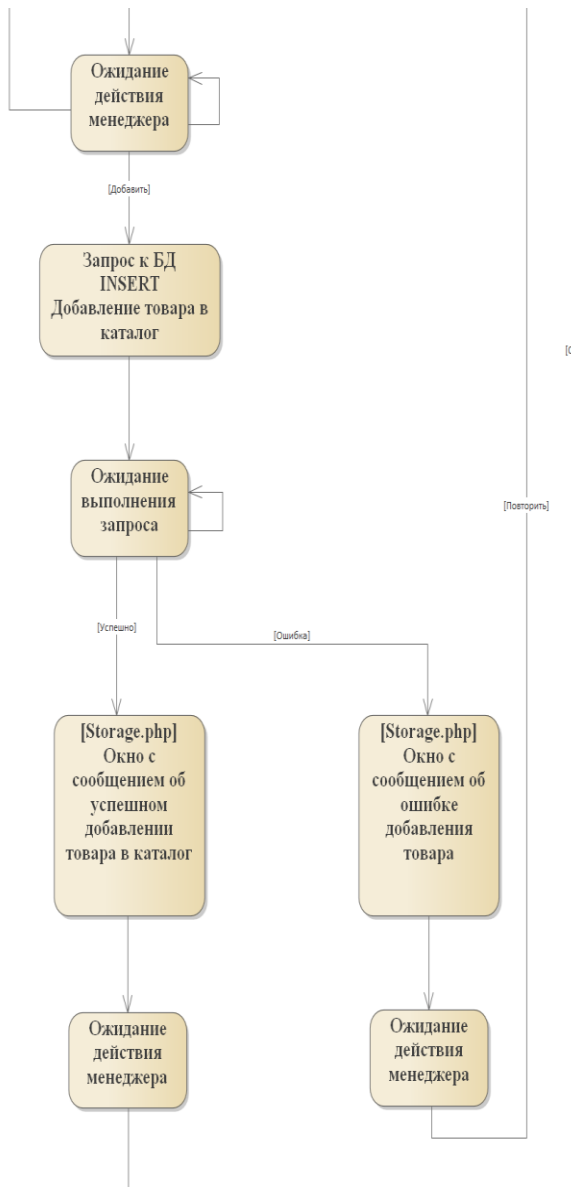 Ожидание
действия
менеджера
[Добавить]
Запрос к БД
INSERT
Добавление товара в
каталог
Ожидание
выполнения
запроса
[Повторить]
[Успешно]
[Ошибка]
[Storage.php]
Окно с
сообщением об
успешном
добавлении
товара в каталог
[Storage.php]
Окно с
сообщением об
ошибке
добавления
товара
Ожидание
действия
менеджера
Ожидание
действия
менеджера